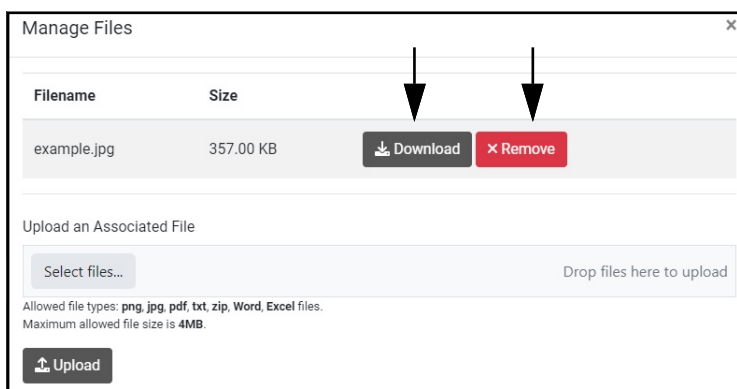 Manage Files ×
Filename Size
example.jpg 357.00 KB Download × Remove
Upload an Associated File
Select files... Drop files here to upload
Allowed file types: png, jpg, pdf, txt, zip, Word, Excel files.
Maximum allowed file size is 4MB.
Upload